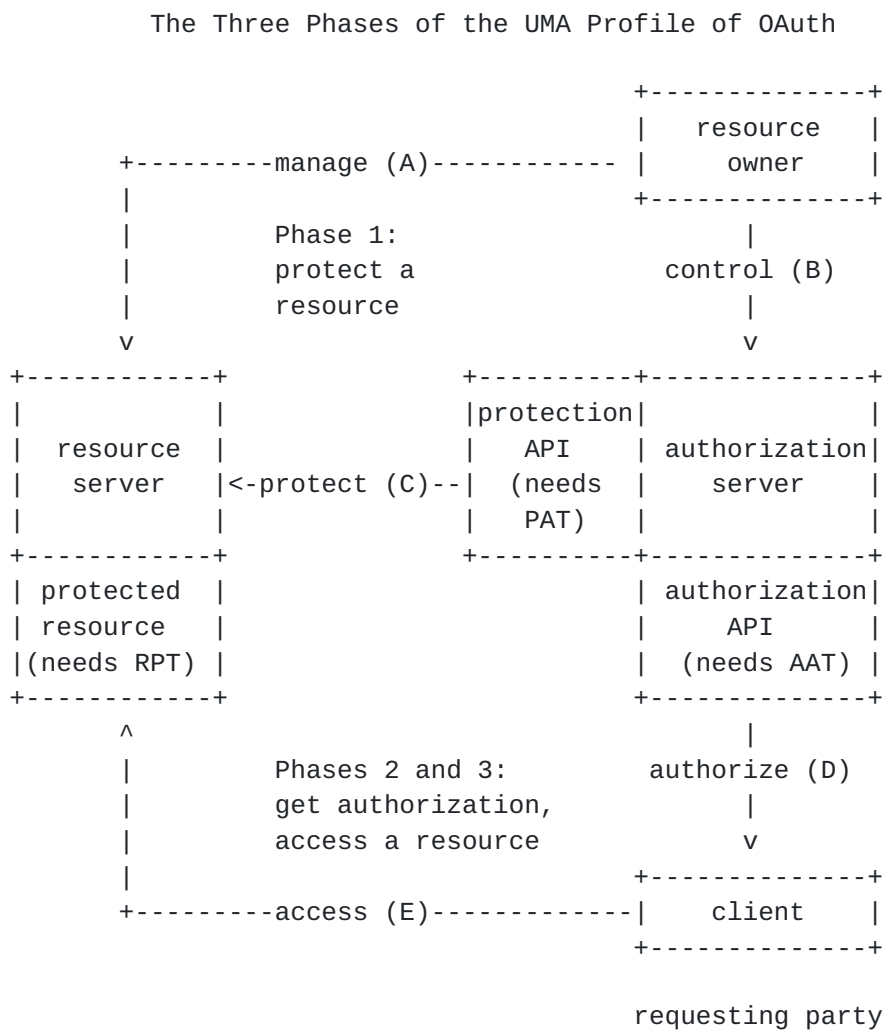 The Three Phases of the UMA Profile of OAuth

                                         +--------------+
                                         |   resource   |
        +---------manage (A)------------ |     owner    |
        |                                +--------------+
        |         Phase 1:                      |
        |         protect a                control (B)
        |         resource                      |
        v                                       v
+------------+               +----------+--------------+
|            |               |protection|              |
|  resource  |               |   API    | authorization|
|   server   |<-protect (C)--|  (needs  |    server    |
|            |               |   PAT)   |              |
+------------+               +----------+--------------+
| protected  |                          | authorization|
| resource   |                          |     API      |
|(needs RPT) |                          |  (needs AAT) |
+------------+                          +--------------+
       ^                                       |
       |         Phases 2 and 3:         authorize (D)
       |         get authorization,            |
       |         access a resource             v
       |                                +--------------+
       +---------access (E)-------------|    client    |
                                        +--------------+

                                        requesting party